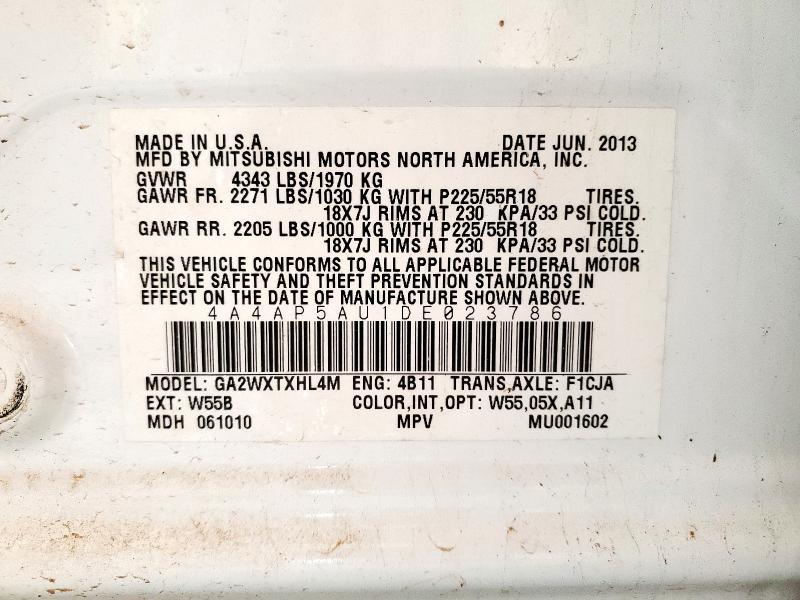 MADE IN U.S.A. DATE JUN. 2013
MFD BY MITSUBISHI MOTORS NORTH AMERICA, INC.
GVWR 4343 LBS/1970 KG
GAWR FR. 2271 LBS/1030 KG WITH P225/55R18 TIRES.
18X7J RIMS AT 230 KPA/33 PSI COLD.
GAWR RR. 2205 LBS/1000 KG WITH P225/55R18 TIRES.
18X7J RIMS AT 230 KPA/33 PSI COLD.
THIS VEHICLE CONFORMS TO ALL APPLICABLE FEDERAL MOTOR
VEHICLE SAFETY AND THEFT PREVENTION STANDARDS IN
EFFECT ON THE DATE OF MANUFACTURE SHOWN ABOVE.
4A4AP5AU1DE023786
MODEL: GA2WXTXHL4M ENG: 4B11 TRANS,AXLE: F1CJA
EXT: W55B COLOR,INT,OPT: W55,05X,A11
MDH 061010 MPV MU001602